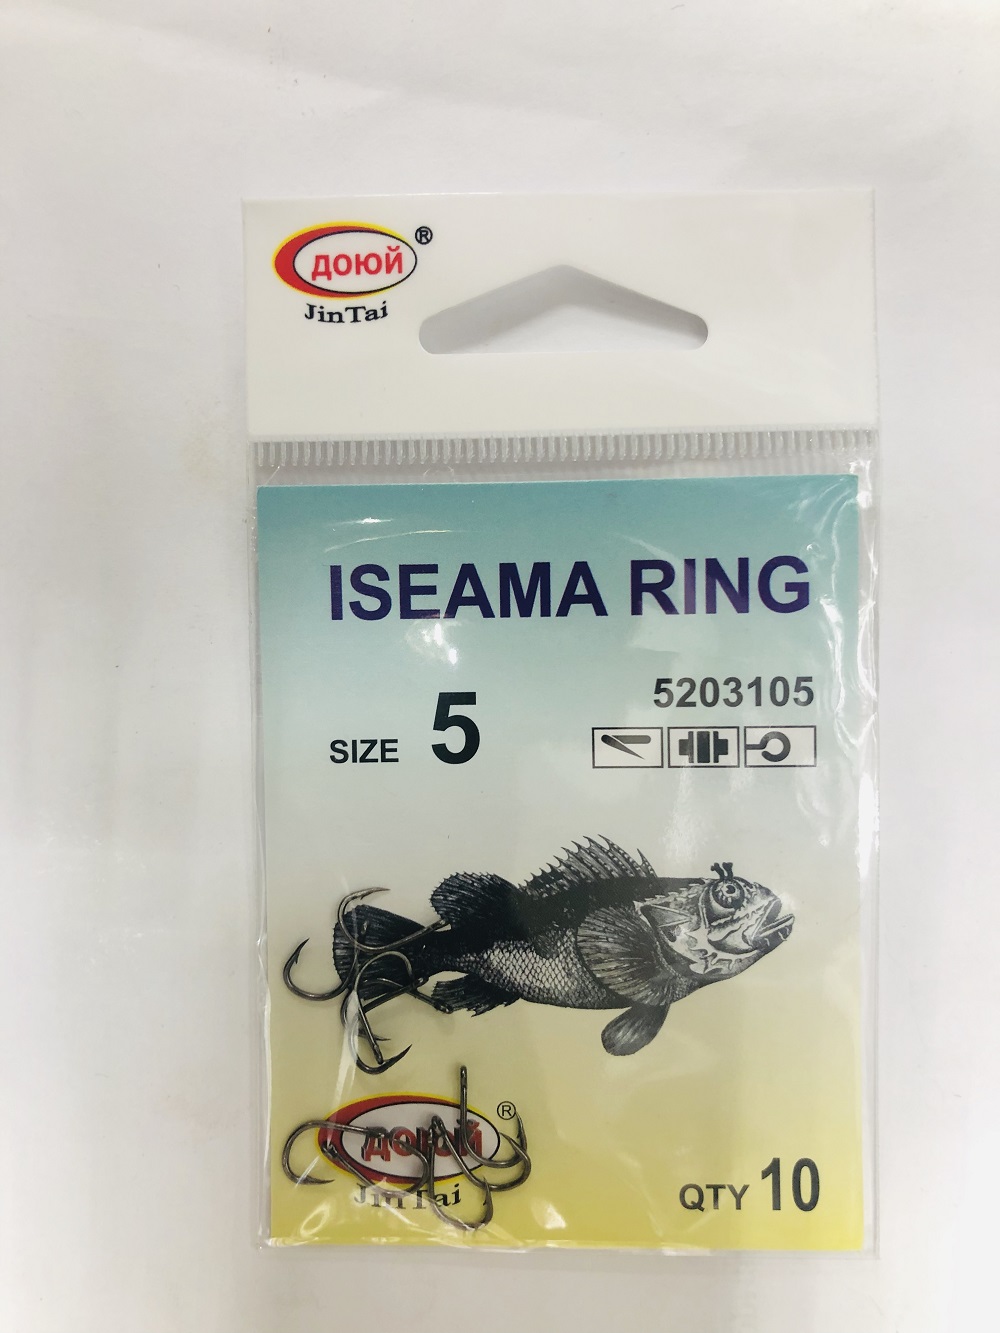 ДОЮЙ ®
JinTai
ISEAMA RING
5203105
SIZE 5
ДОЮЙ ®
JinTai
QTY 10